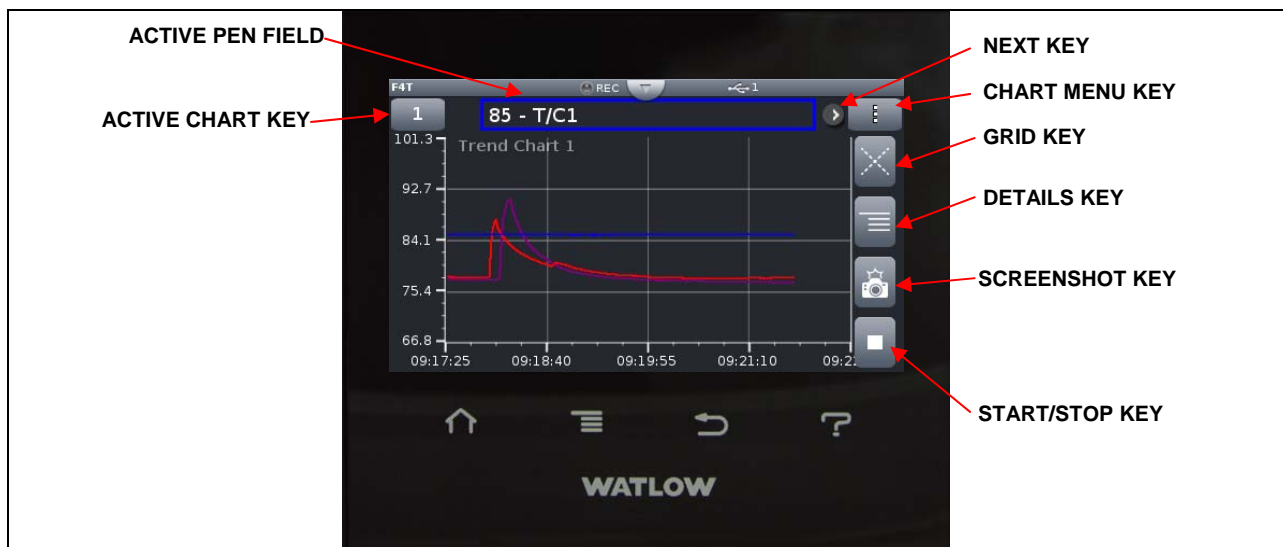 ACTIVE PEN FIELD
NEXT KEY
F4T
REC
1
CHART MENU KEY
ACTIVE CHART KEY
1
85 - T/C1
101.3
Trend Chart 1
GRID KEY
92.7
DETAILS KEY
84.1
SCREENSHOT KEY
75.4
66.8
09:17:25
09:18:40
09:19:55
09:21:10
09:2
START/STOP KEY
WATLOW